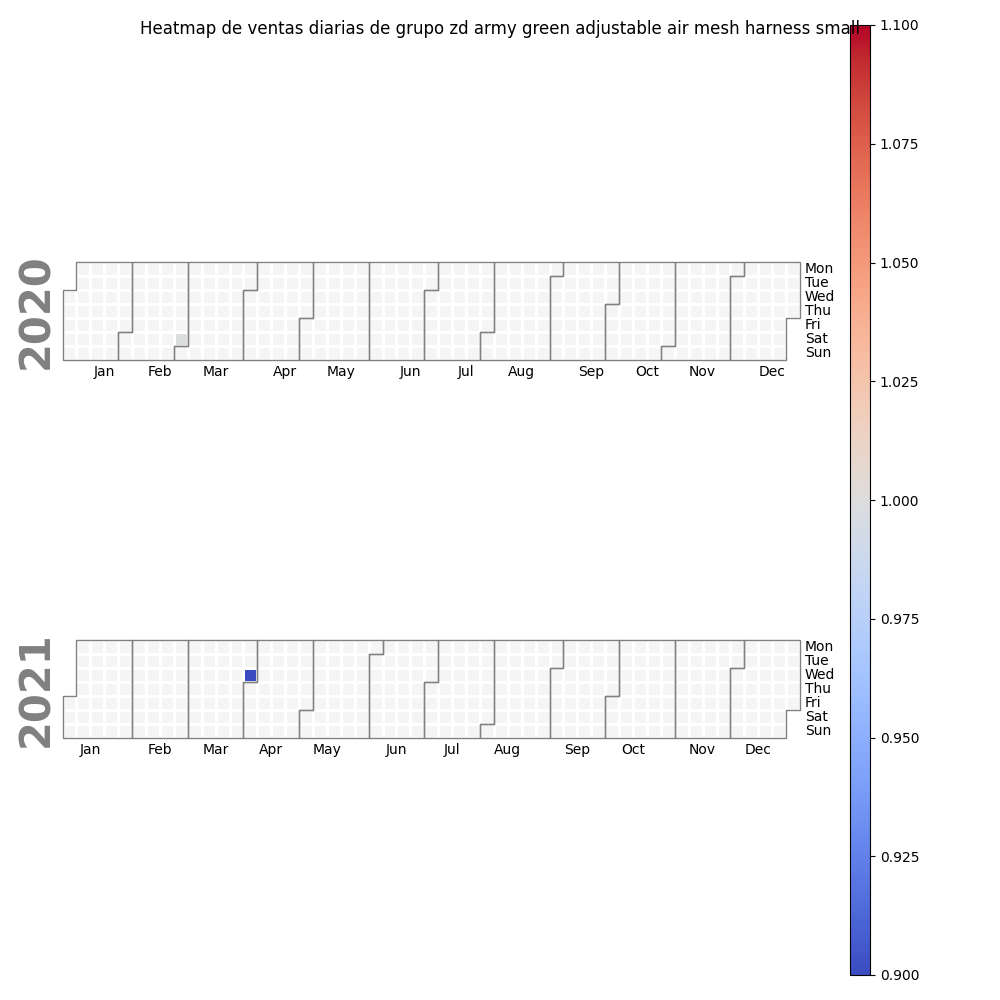 Heatmap de ventas diarias de grupo zd army green adjustable air mesh harness small
1.100
1.075
1.050
1.025
1.000
0.975
0.950
0.925
0.900
2020
Mon
Tue
Wed
Thu
Fri
Sat
Sun
Jan Feb Mar Apr May Jun Jul Aug Sep Oct Nov Dec
2021
Mon
Tue
Wed
Thu
Fri
Sat
Sun
Jan Feb Mar Apr May Jun Jul Aug Sep Oct Nov Dec